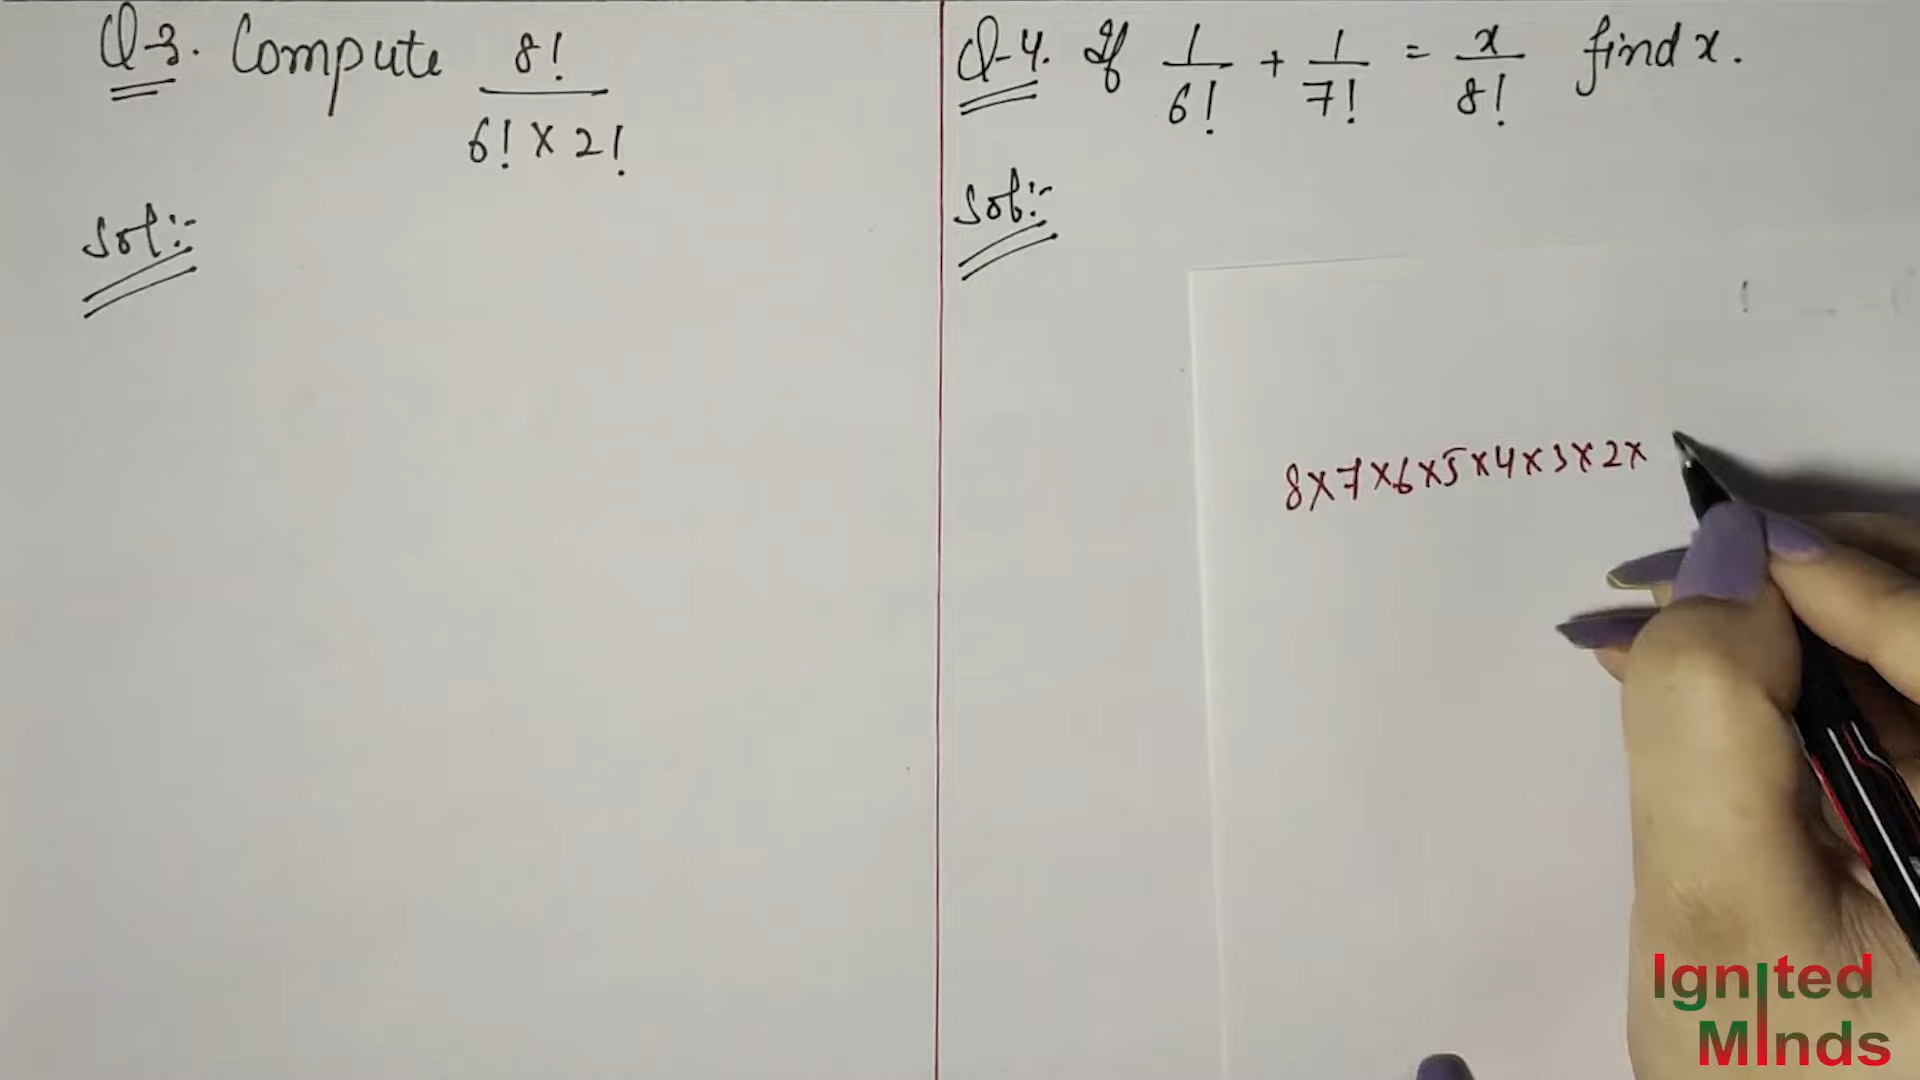 Q-3. Compute 8!
6! X 2!
Sol:-
Q-4. If 1/6! + 1/7! = x/8! find x.
Sol:-
8x7x6x5x4x3x2x
Ignited
Minds